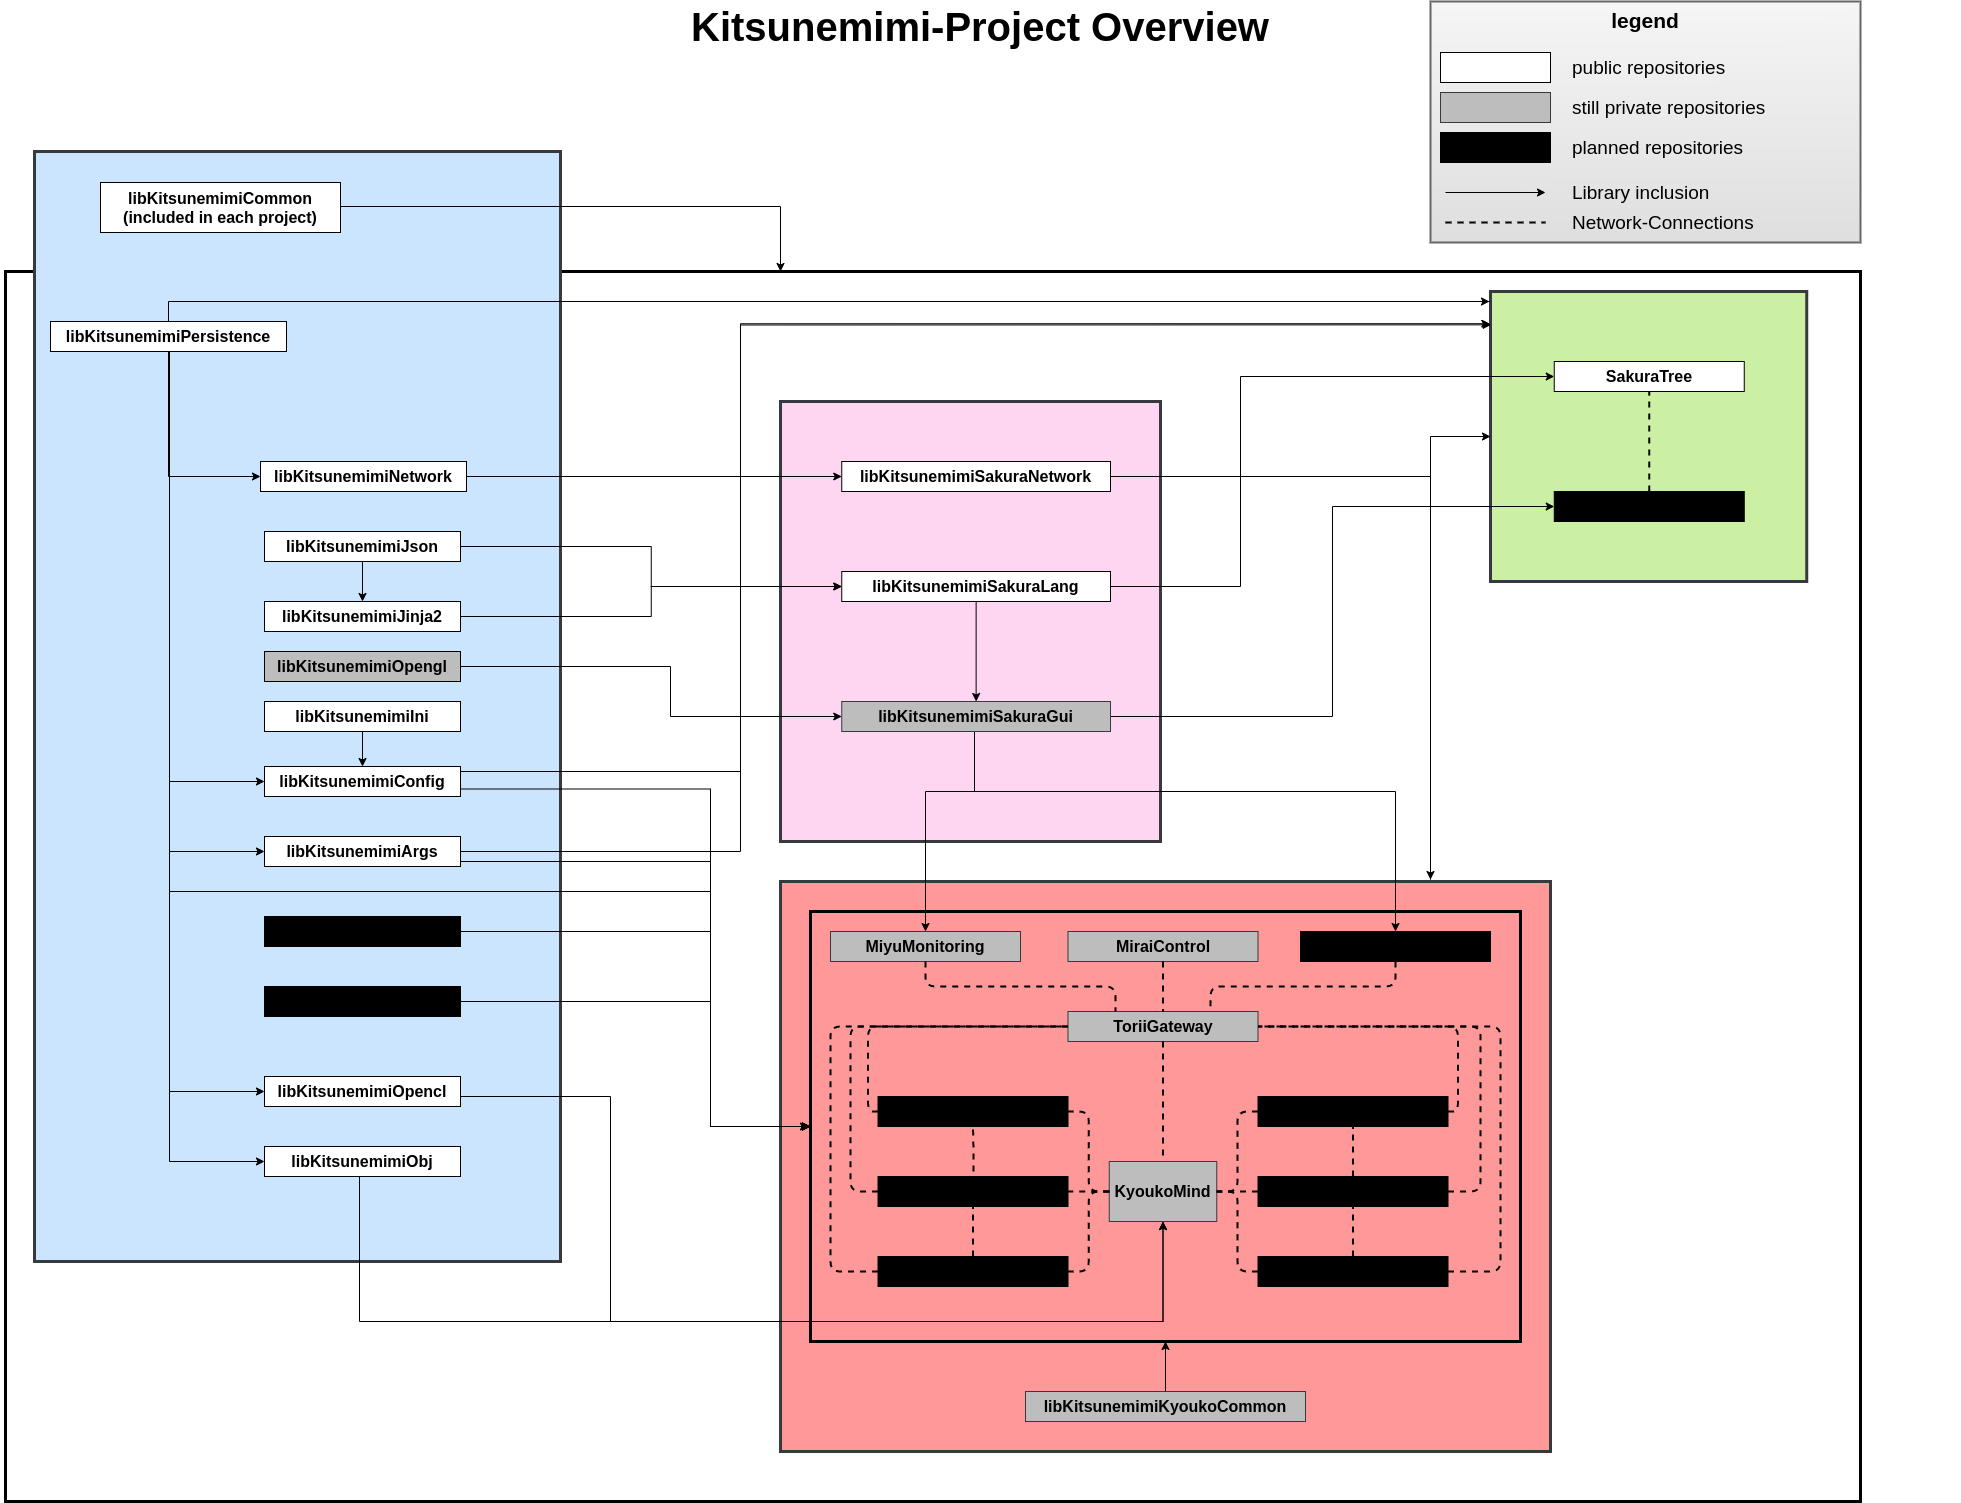 Kitsunemimi-Project Overview
legend
public repositories
still private repositories
planned repositories
Library inclusion
Network-Connections
libKitsunemimiCommon
(included in each project)
libKitsunemimiPersistence
libKitsunemimiNetwork
libKitsunemimiJson
libKitsunemimiJinja2
libKitsunemimiOpengl
libKitsunemimiIni
libKitsunemimiConfig
libKitsunemimiArgs
libKitsunemimiOpencl
libKitsunemimiObj
libKitsunemimiSakuraNetwork
libKitsunemimiSakuraLang
libKitsunemimiSakuraGui
SakuraTree
MiyuMonitoring
MiraiControl
ToriiGateway
KyoukoMind
libKitsunemimiKyoukoCommon